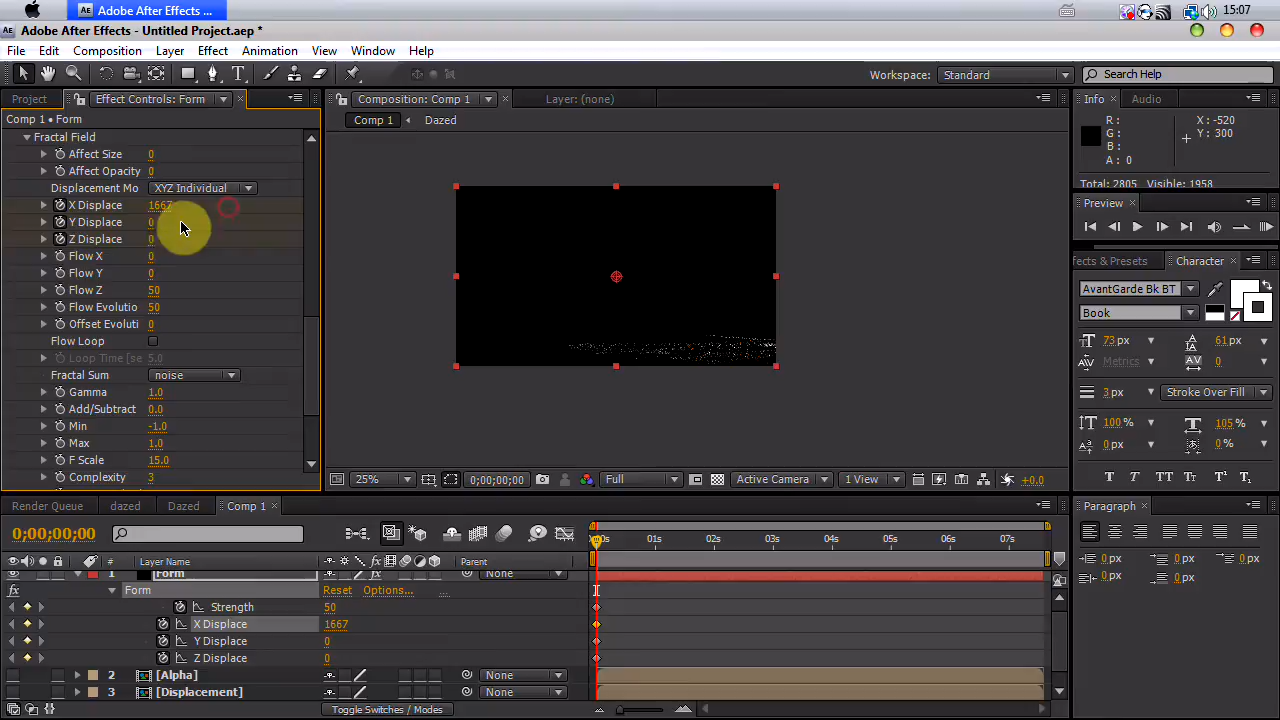 Adobe After Effects ...
15:07
Adobe After Effects - Untitled Project.aep *
File Edit Composition Layer Effect Animation View Window Help
Workspace: Standard Search Help
Project Effect Controls: Form
Comp 1 • Form
Fractal Field
Affect Size 0
Affect Opacity 0
Displacement Mo XYZ Individual
X Displace 1667
Y Displace 0
Z Displace 0
Flow X 0
Flow Y 0
Flow Z 50
Flow Evolutio 50
Offset Evoluti 0
Flow Loop
Loop Time [se 5.0
Fractal Sum noise
Gamma 1.0
Add/Subtract 0.0
Min -1.0
Max 1.0
F Scale 15.0
Complexity 3
Composition: Comp 1 Layer: (none)
Comp 1 Dazed
25% 0;00;00;00 Full Active Camera 1 View +0.0
Info Audio
R : X : -520
G : Y : 300
B :
A : 0
Total: 2805 Visible: 1958
Preview
ffects & Presets Character
AvantGarde Bk BT
Book
73 px 61 px
Metrics 0
3 px Stroke Over Fill
100 % 105 %
0 px 0 %
T T TT Tt T¹ T₁
Paragraph
0 px 0 px 0 px
0 px 0 px
Render Queue dazed Dazed Comp 1
0;00;00;00
# Layer Name Parent
00s 01s 02s 03s 04s 05s 06s 07s
1 Form None
Form Reset Options... ...
Strength 50
X Displace 1667
Y Displace 0
Z Displace 0
2 [Alpha] None
3 [Displacement] None
Toggle Switches / Modes